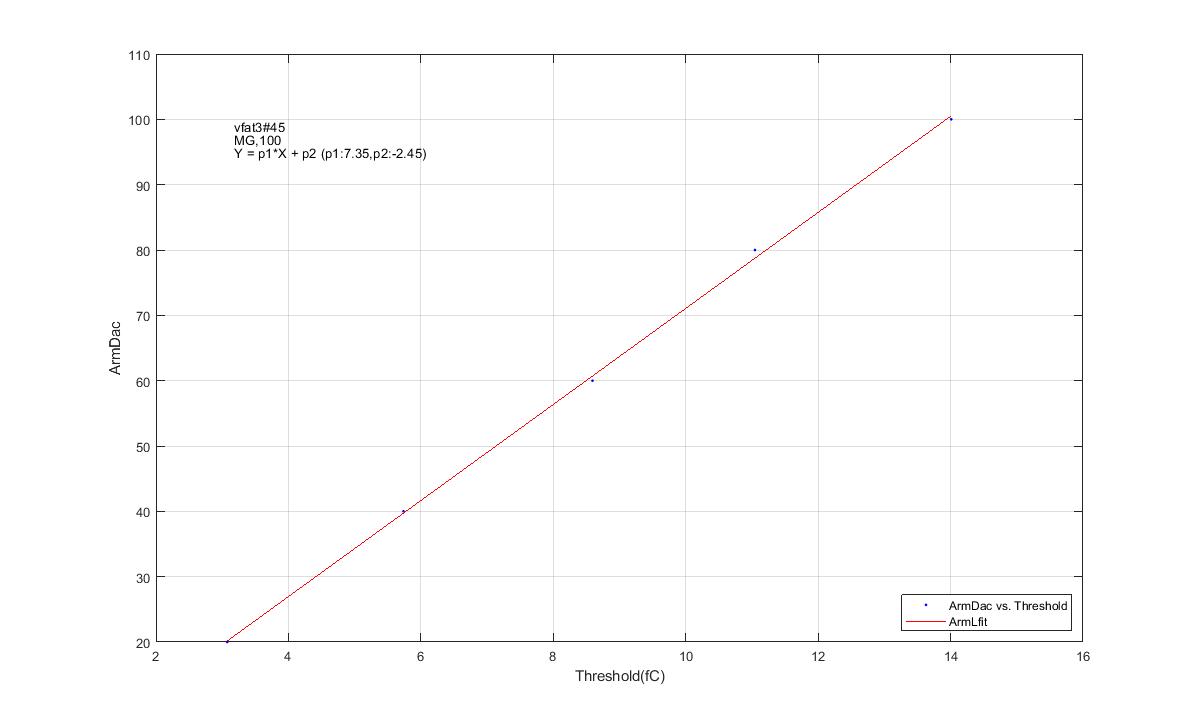 110
100
90
80
70
60
50
40
30
20
ArmDac
vfat3#45
MG,100
Y = p1*X + p2 (p1:7.35,p2:-2.45)
ArmDac vs. Threshold
ArmLfit
2 4 6 8 10 12 14 16
Threshold(fC)